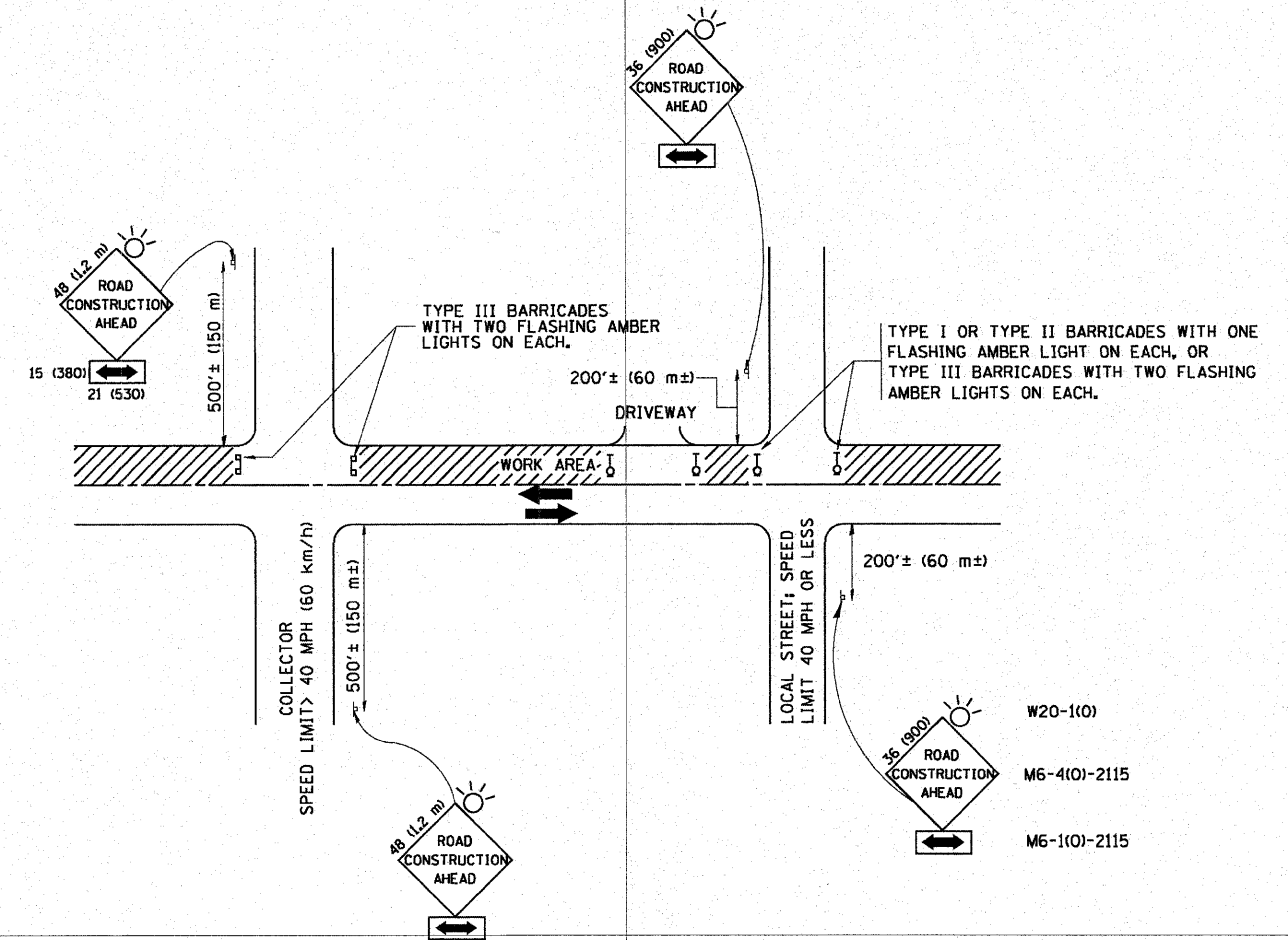 36 (900)
ROAD
CONSTRUCTION
AHEAD
48 (1.2 m)
ROAD
CONSTRUCTION
AHEAD
15 (380)
21 (530)
500'± (150 m)
TYPE III BARRICADES
WITH TWO FLASHING AMBER
LIGHTS ON EACH.
200'± (60 m±)
DRIVEWAY
TYPE I OR TYPE II BARRICADES WITH ONE
FLASHING AMBER LIGHT ON EACH, OR
TYPE III BARRICADES WITH TWO FLASHING
AMBER LIGHTS ON EACH.
WORK AREA
COLLECTOR
SPEED LIMIT> 40 MPH (60 km/h)
500'± (150 m±)
LOCAL STREET; SPEED
LIMIT 40 MPH OR LESS
200'± (60 m±)
48 (1.2 m)
ROAD
CONSTRUCTION
AHEAD
36 (900)
ROAD
CONSTRUCTION
AHEAD
W20-1(O)
M6-4(O)-2115
M6-1(O)-2115